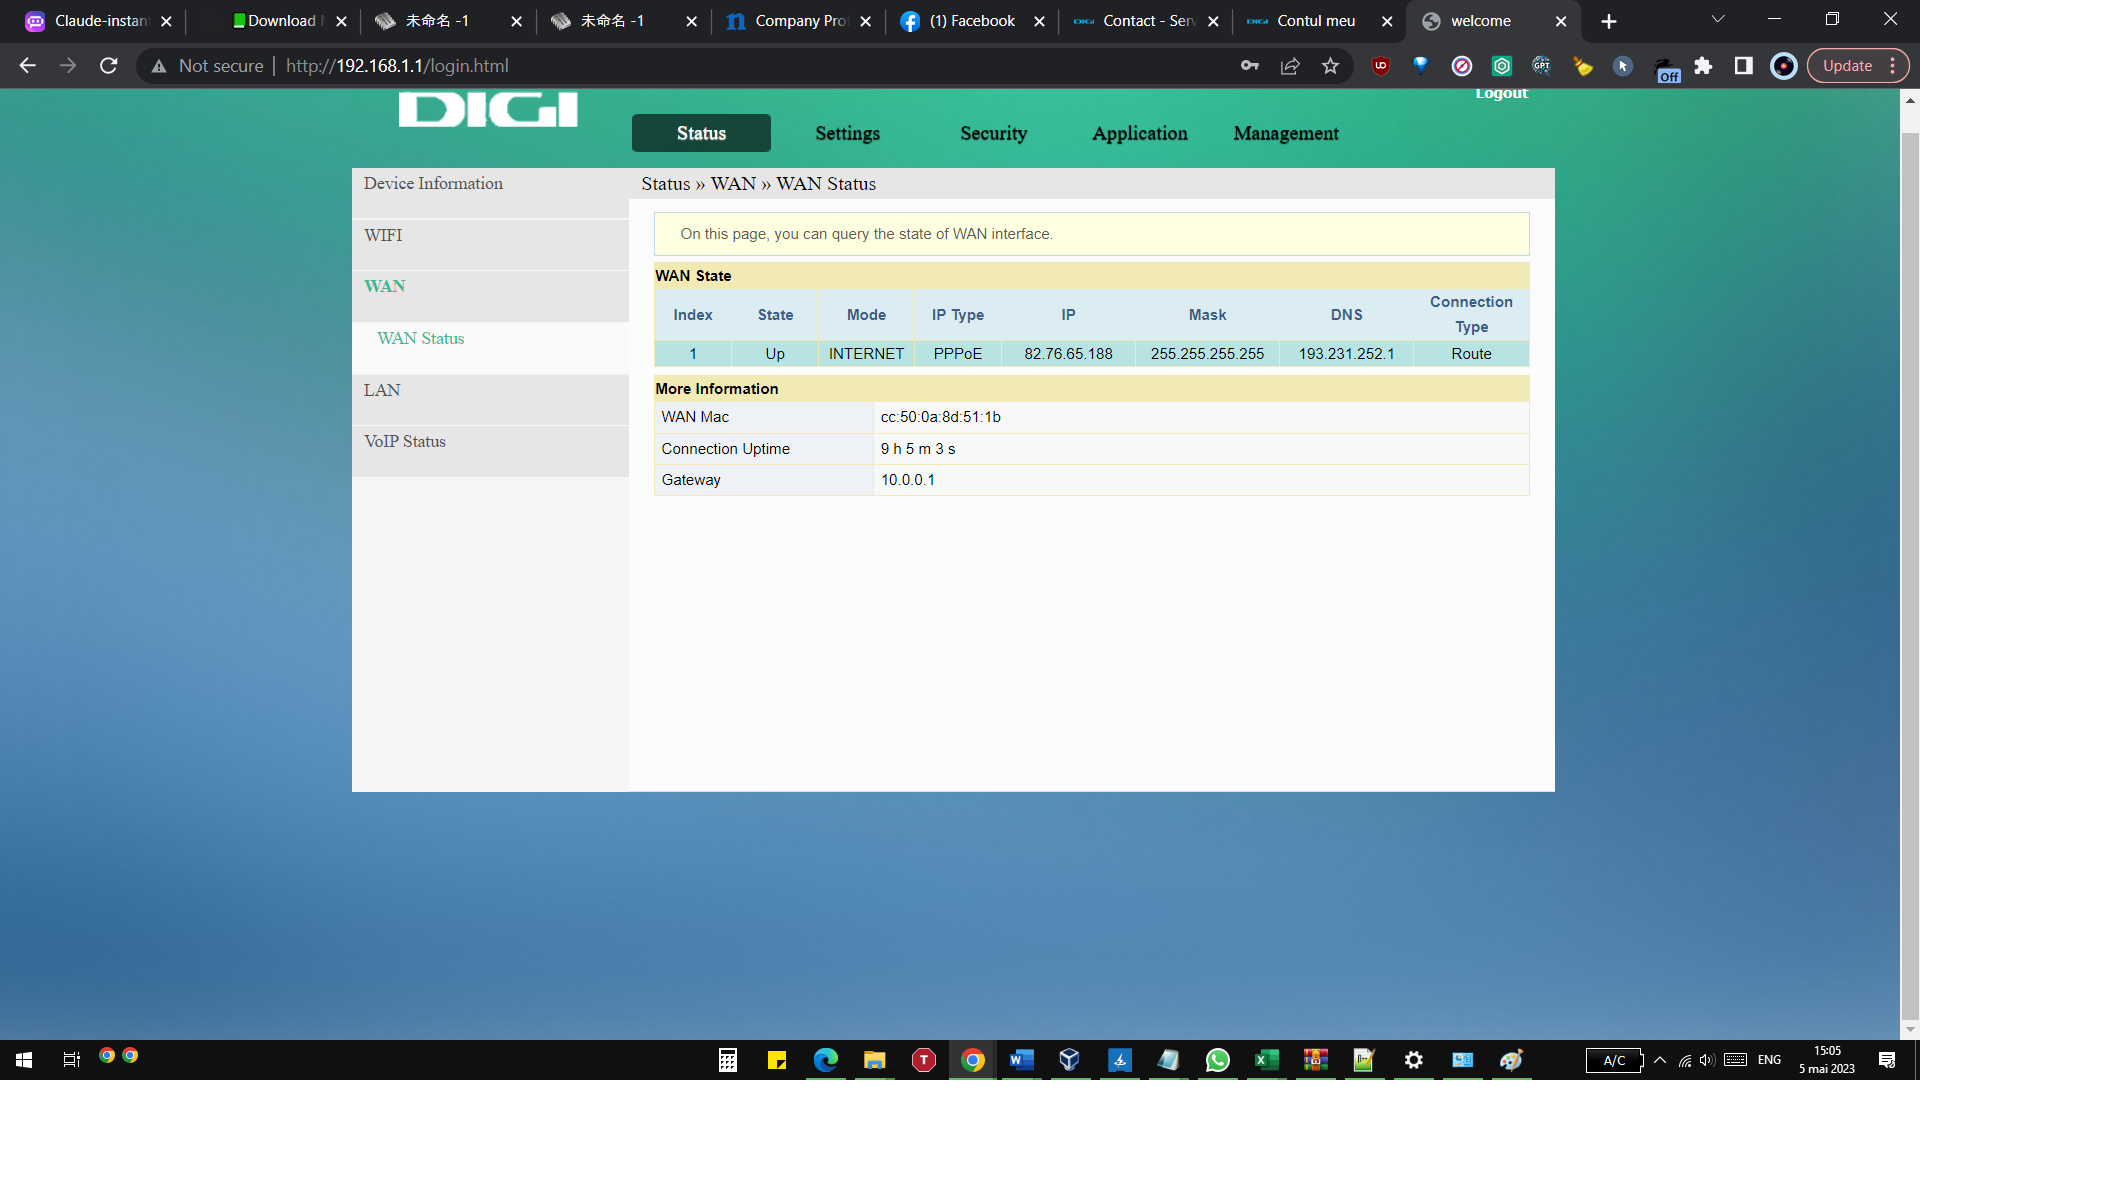 Claude-instan
Download
未命名 -1
未命名 -1
Company Pro
(1) Facebook
Contact - Serv
Contul meu
welcome
Not secure
http://192.168.1.1/login.html
GPT
Off
Update
DIGI
Logout
Status
Settings
Security
Application
Management
Device Information
WIFI
WAN
WAN Status
LAN
VoIP Status
Status » WAN » WAN Status
On this page, you can query the state of WAN interface.
WAN State
Index State Mode IP Type IP Mask DNS Connection Type
1 Up INTERNET PPPoE 82.76.65.188 255.255.255.255 193.231.252.1 Route
More Information
WAN Mac cc:50:0a:8d:51:1b
Connection Uptime 9 h 5 m 3 s
Gateway 10.0.0.1
A/C
ENG
15:05
5 mai 2023